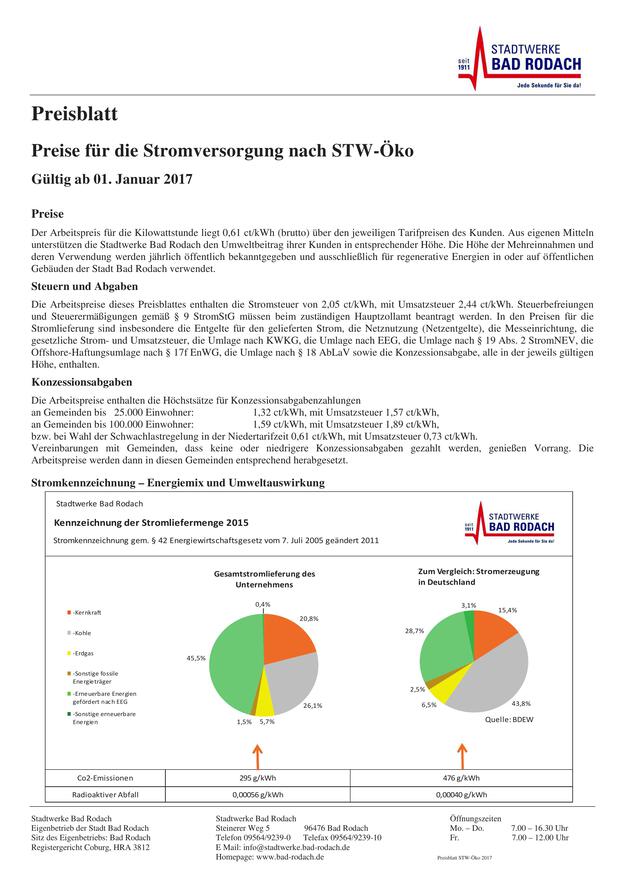 STADTWERKE
seit
1911
BAD RODACH
Jede Sekunde für Sie da!
Preisblatt
Preise für die Stromversorgung nach STW-Öko
Gültig ab 01. Januar 2017
Preise
Der Arbeitspreis für die Kilowattstunde liegt 0,61 ct/kWh (brutto) über den jeweiligen Tarifpreisen des Kunden. Aus eigenen Mitteln
unterstützen die Stadtwerke Bad Rodach den Umweltbeitrag ihrer Kunden in entsprechender Höhe. Die Höhe der Mehreinnahmen und
deren Verwendung werden jährlich öffentlich bekanntgegeben und ausschließlich für regenerative Energien in oder auf öffentlichen
Gebäuden der Stadt Bad Rodach verwendet.
Steuern und Abgaben
Die Arbeitspreise dieses Preisblattes enthalten die Stromsteuer von 2,05 ct/kWh, mit Umsatzsteuer 2,44 ct/kWh. Steuerbefreiungen
und Steuerermäßigungen gemäß § 9 StromStG müssen beim zuständigen Hauptzollamt beantragt werden. In den Preisen für die
Stromlieferung sind insbesondere die Entgelte für den gelieferten Strom, die Netznutzung (Netzentgelte), die Messeinrichtung, die
gesetzliche Strom- und Umsatzsteuer, die Umlage nach KWKG, die Umlage nach EEG, die Umlage § 19 Abs. 2 StromNEV, die
Offshore-Haftungsumlage nach § 17f EnWG, die Umlage nach § 18 AbLaV sowie die Konzessionsabgabe, alle in der jeweils gültigen
Höhe, enthalten.
Konzessionsabgaben
Die Arbeitspreise enthalten die Höchstsätze für Konzessionsabgabenzahlungen
an Gemeinden bis 25.000 Einwohner: 1,32 ct/kWh, mit Umsatzsteuer 1,57 ct/kWh,
an Gemeinden bis 100.000 Einwohner: 1,59 ct/kWh, mit Umsatzsteuer 1,89 ct/kWh,
bzw. bei Wahl der Schwachlastregelung in der Niedertarifzeit 0,61 ct/kWh, mit Umsatzsteuer 0,73 ct/kWh.
Vereinbarungen mit Gemeinden, dass keine oder niedrigere Konzessionsabgaben gezahlt werden, genießen Vorrang. Die
Arbeitspreise werden dann in diesen Gemeinden entsprechend herabgesetzt.
Stromkennzeichnung – Energiemix und Umweltauswirkung
Stadtwerke Bad Rodach
Kennzeichnung der Stromliefermenge 2015
Stromkennzeichnung gem. § 42 Energiewirtschaftsgesetz vom 7. Juli 2005 geändert 2011
STADTWERKE
seit
1911
BAD RODACH
Jede Sekunde für Sie da!
Gesamtstromlieferung des
Unternehmens
Zum Vergleich: Stromerzeugung
in Deutschland
-Kernkraft
-Kohle
-Erdgas
-Sonstige fossile
Energieträger
-Erneuerbare Energien
gefördert nach EEG
-Sonstige erneuerbare
Energien
0,4%
20,8%
45,5%
26,1%
1,5%
5,7%
3,1%
15,4%
28,7%
2,5%
6,5%
43,8%
Quelle: BDEW
Co2-Emissionen 295 g/kWh 476 g/kWh
Radioaktiver Abfall 0,00056 g/kWh 0,00040 g/kWh
Stadtwerke Bad Rodach
Eigenbetrieb der Stadt Bad Rodach
Sitz des Eigenbetriebs: Bad Rodach
Registergericht Coburg, HRA 3812
Stadtwerke Bad Rodach
Steinerer Weg 5 96476 Bad Rodach
Telefon 09564/9239-0 Telefax 09564/9239-10
E Mail: info@stadtwerke.bad-rodach.de
Homepage: www.bad-rodach.de
Öffnungszeiten
Mo. – Do. 7.00 – 16.30 Uhr
Fr. 7.00 – 12.00 Uhr
Preisblatt STW-Öko 2017